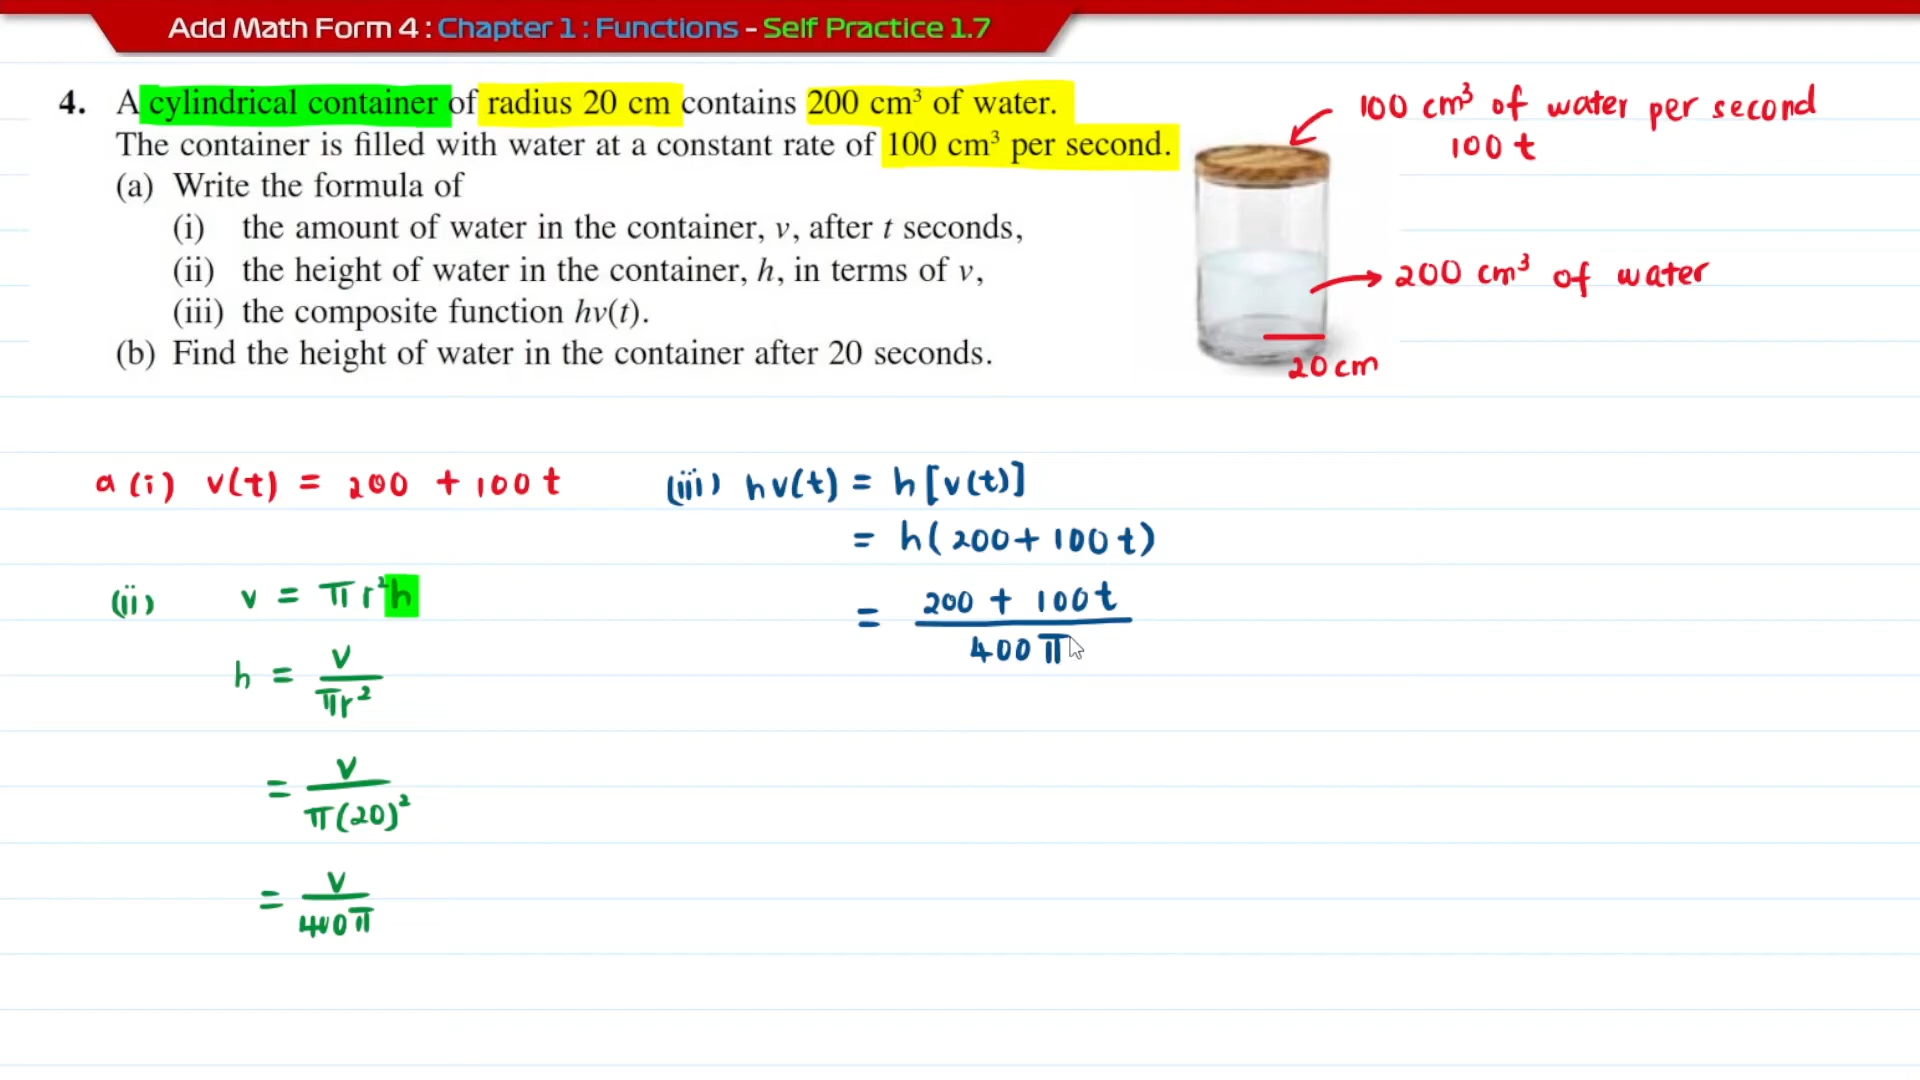 Add Math Form 4 : Chapter 1 : Functions - Self Practice 1.7
4. A cylindrical container of radius 20 cm contains 200 cm³ of water.
The container is filled with water at a constant rate of 100 cm³ per second.
(a) Write the formula of
(i) the amount of water in the container, v, after t seconds,
(ii) the height of water in the container, h, in terms of v,
(iii) the composite function hv(t).
(b) Find the height of water in the container after 20 seconds.
100 cm³ of water per second
100 t
200 cm³ of water
20 cm
a (i) v(t) = 200 + 100 t
(ii) v = πr²h
h = v / πr²
= v / π(20)²
= v / 400π
(iii) hv(t) = h[v(t)]
= h(200 + 100 t)
= 200 + 100t / 400 π